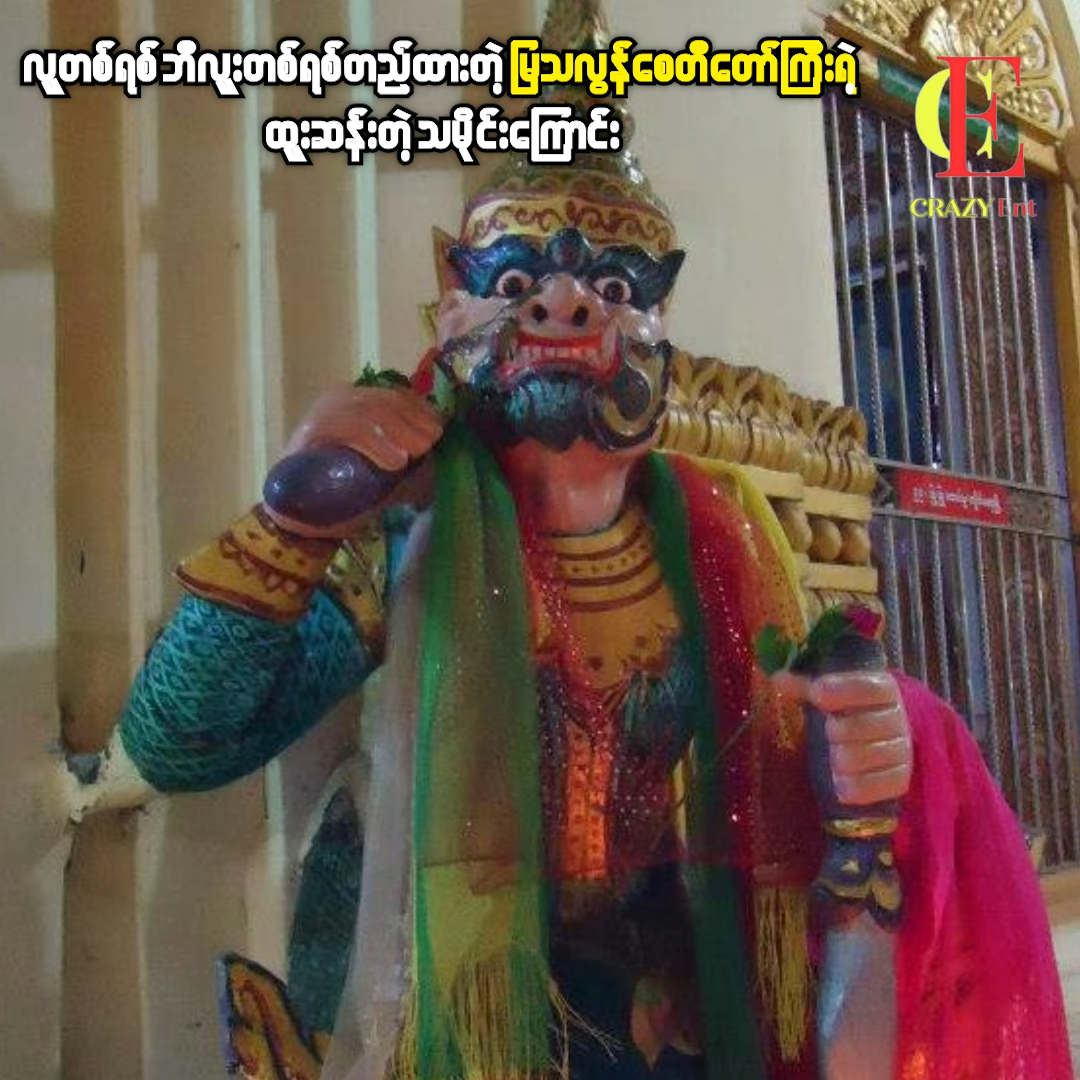 လူတစ်ရစ် ဘီလူးတစ်ရစ်တည်ထားတဲ့ မြသလွန်စေတီတော်ကြီးရဲ့
ထူးဆန်းတဲ့ သမိုင်းကြောင်း
CE
CRAZY Ent